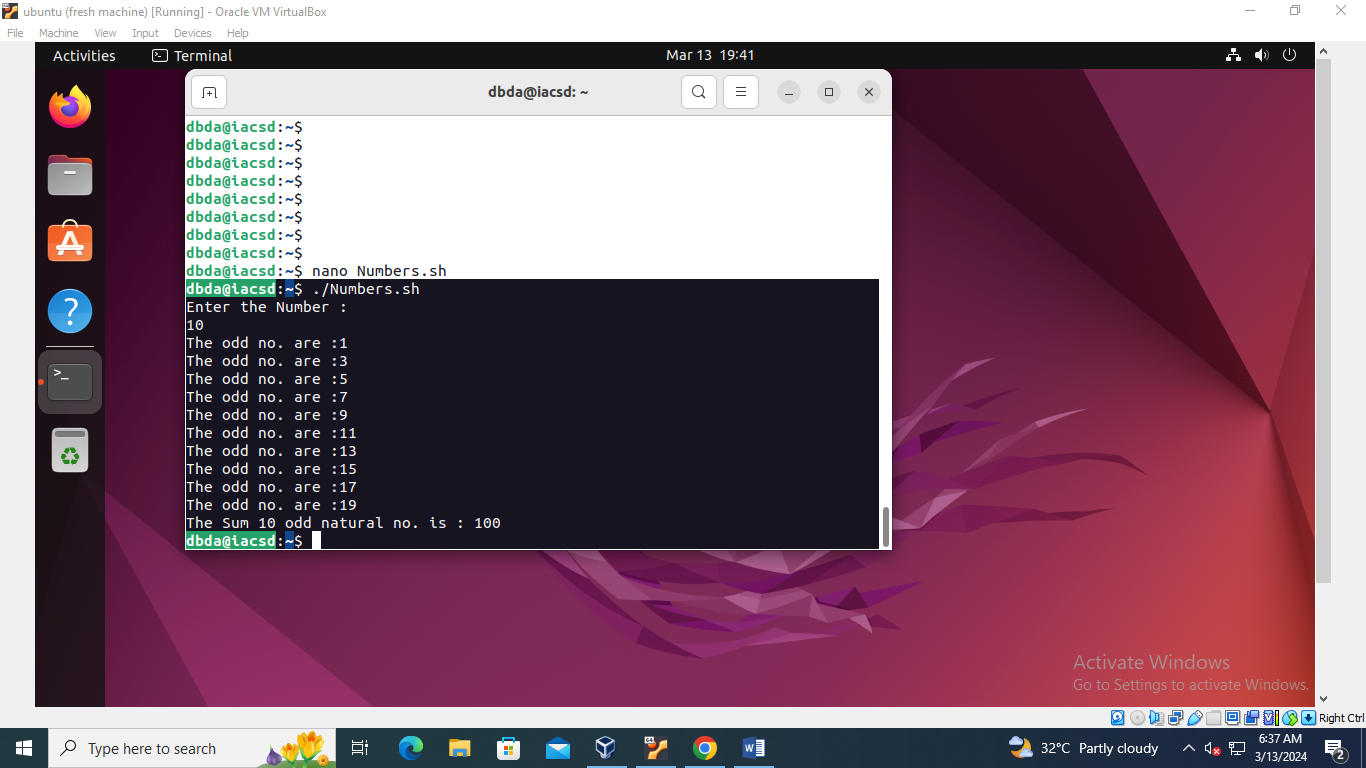 ubuntu (fresh machine) [Running] - Oracle VM VirtualBox
File Machine View Input Devices Help
Activities Terminal Mar 13 19:41
dbda@iacsd: ~
dbda@iacsd:~$
dbda@iacsd:~$
dbda@iacsd:~$
dbda@iacsd:~$
dbda@iacsd:~$
dbda@iacsd:~$
dbda@iacsd:~$
dbda@iacsd:~$
dbda@iacsd:~$ nano Numbers.sh
dbda@iacsd:~$ ./Numbers.sh
Enter the Number :
10
The odd no. are :1
The odd no. are :3
The odd no. are :5
The odd no. are :7
The odd no. are :9
The odd no. are :11
The odd no. are :13
The odd no. are :15
The odd no. are :17
The odd no. are :19
The Sum 10 odd natural no. is : 100
dbda@iacsd:~$
Activate Windows
Go to Settings to activate Windows.
Right Ctrl
Type here to search
32°C Partly cloudy
6:37 AM
3/13/2024
2